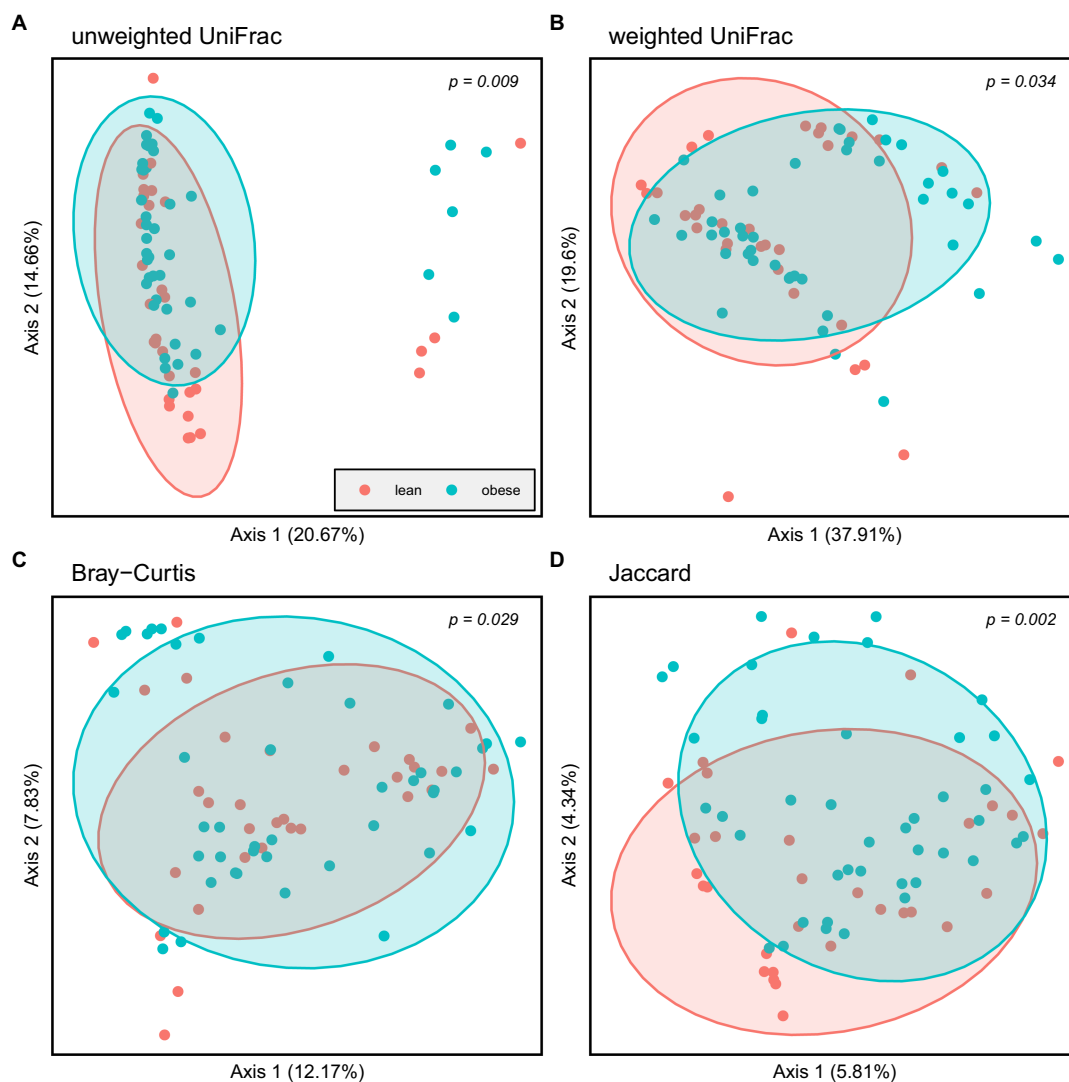 A
unweighted UniFrac
p = 0.009
Axis 2 (14.66%)
lean
obese
Axis 1 (20.67%)
B
weighted UniFrac
p = 0.034
Axis 2 (19.6%)
Axis 1 (37.91%)
C
Bray−Curtis
p = 0.029
Axis 2 (7.83%)
Axis 1 (12.17%)
D
Jaccard
p = 0.002
Axis 2 (4.34%)
Axis 1 (5.81%)